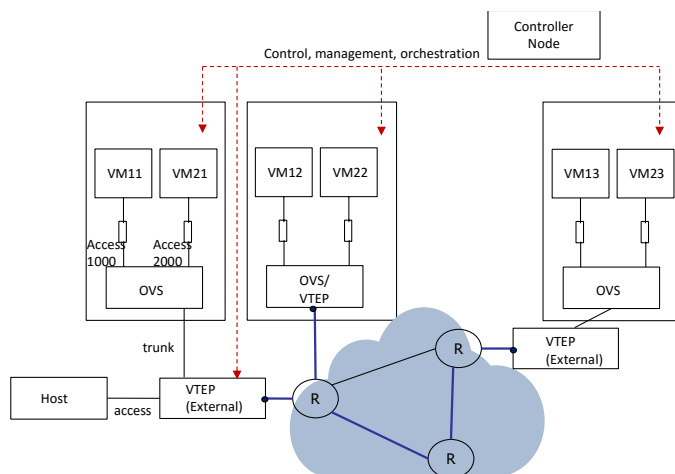 Controller
Node
Control, management, orchestration
VM11
VM21
VM12
VM22
VM13
VM23
Access
1000
Access
2000
OVS
OVS/
VTEP
OVS
trunk
VTEP
(External)
R
Host
access
VTEP
(External)
R
R